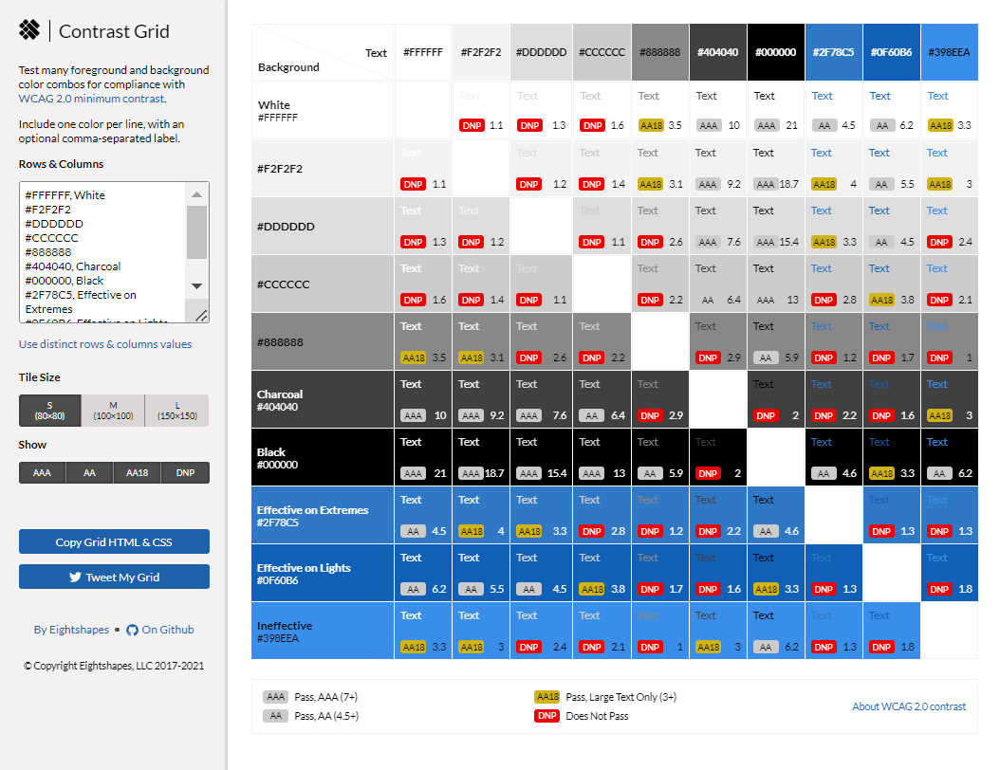 Contrast Grid
Test many foreground and background
color combos for compliance with
WCAG 2.0 minimum contrast.
Include one color per line, with an
optional comma-separated label.
Rows & Columns
#FFFFFF, White
#F2F2F2
#DDDDDD
#CCCCCC
#888888
#404040, Charcoal
#000000, Black
#2F78C5, Effective on
Extremes
#0F60B6, Effective on Lights
Use distinct rows & columns values
Tile Size
S M L
(80×80) (100×100) (150×150)
Show
AAA AA AA18 DNP
Copy Grid HTML & CSS
Tweet My Grid
By Eightshapes • On Github
© Copyright Eightshapes, LLC 2017-2021
Text
Background
#FFFFFF #F2F2F2 #DDDDDD #CCCCCC #888888 #404040 #000000 #2F78C5 #0F60B6 #398EEA
White
#FFFFFF
Text Text Text Text Text Text Text Text Text
DNP 1.1 DNP 1.3 DNP 1.6 AA18 3.5 AAA 10 AAA 21 AA 4.5 AA 6.2 AA18 3.3
#F2F2F2
Text Text Text Text Text Text Text Text Text
DNP 1.1 DNP 1.2 DNP 1.4 AA18 3.1 AAA 9.2 AAA 18.7 AA18 4 AA 5.5 AA18 3
#DDDDDD
Text Text Text Text Text Text Text Text Text
DNP 1.3 DNP 1.2 DNP 1.1 DNP 2.6 AAA 7.6 AAA 15.4 AA18 3.3 AA 4.5 DNP 2.4
#CCCCCC
Text Text Text Text Text Text Text Text Text
DNP 1.6 DNP 1.4 DNP 1.1 DNP 2.2 AA 6.4 AAA 13 DNP 2.8 AA18 3.8 DNP 2.1
#888888
Text Text Text Text Text Text Text Text Text
AA18 3.5 AA18 3.1 DNP 2.6 DNP 2.2 DNP 2.9 AA 5.9 DNP 1.2 DNP 1.7 DNP 1
Charcoal
#404040
Text Text Text Text Text Text Text Text Text
AAA 10 AAA 9.2 AAA 7.6 AA 6.4 DNP 2.9 DNP 2 DNP 2.2 DNP 1.6 AA18 3
Black
#000000
Text Text Text Text Text Text Text Text Text
AAA 21 AAA 18.7 AAA 15.4 AAA 13 AA 5.9 DNP 2 AA 4.6 AA18 3.3 AA 6.2
Effective on Extremes
#2F78C5
Text Text Text Text Text Text Text Text Text
AA 4.5 AA18 4 AA18 3.3 DNP 2.8 DNP 1.2 DNP 2.2 AA 4.6 DNP 1.3 DNP 1.3
Effective on Lights
#0F60B6
Text Text Text Text Text Text Text Text Text
AA 6.2 AA 5.5 AA 4.5 AA18 3.8 DNP 1.7 DNP 1.6 AA18 3.3 DNP 1.3 DNP 1.8
Ineffective
#398EEA
Text Text Text Text Text Text Text Text Text
AA18 3.3 AA18 3 DNP 2.4 DNP 2.1 DNP 1 AA18 3 AA 6.2 DNP 1.3 DNP 1.8
AAA Pass, AAA (7+)
AA Pass, AA (4.5+)
AA18 Pass, Large Text Only (3+)
DNP Does Not Pass
About WCAG 2.0 contrast